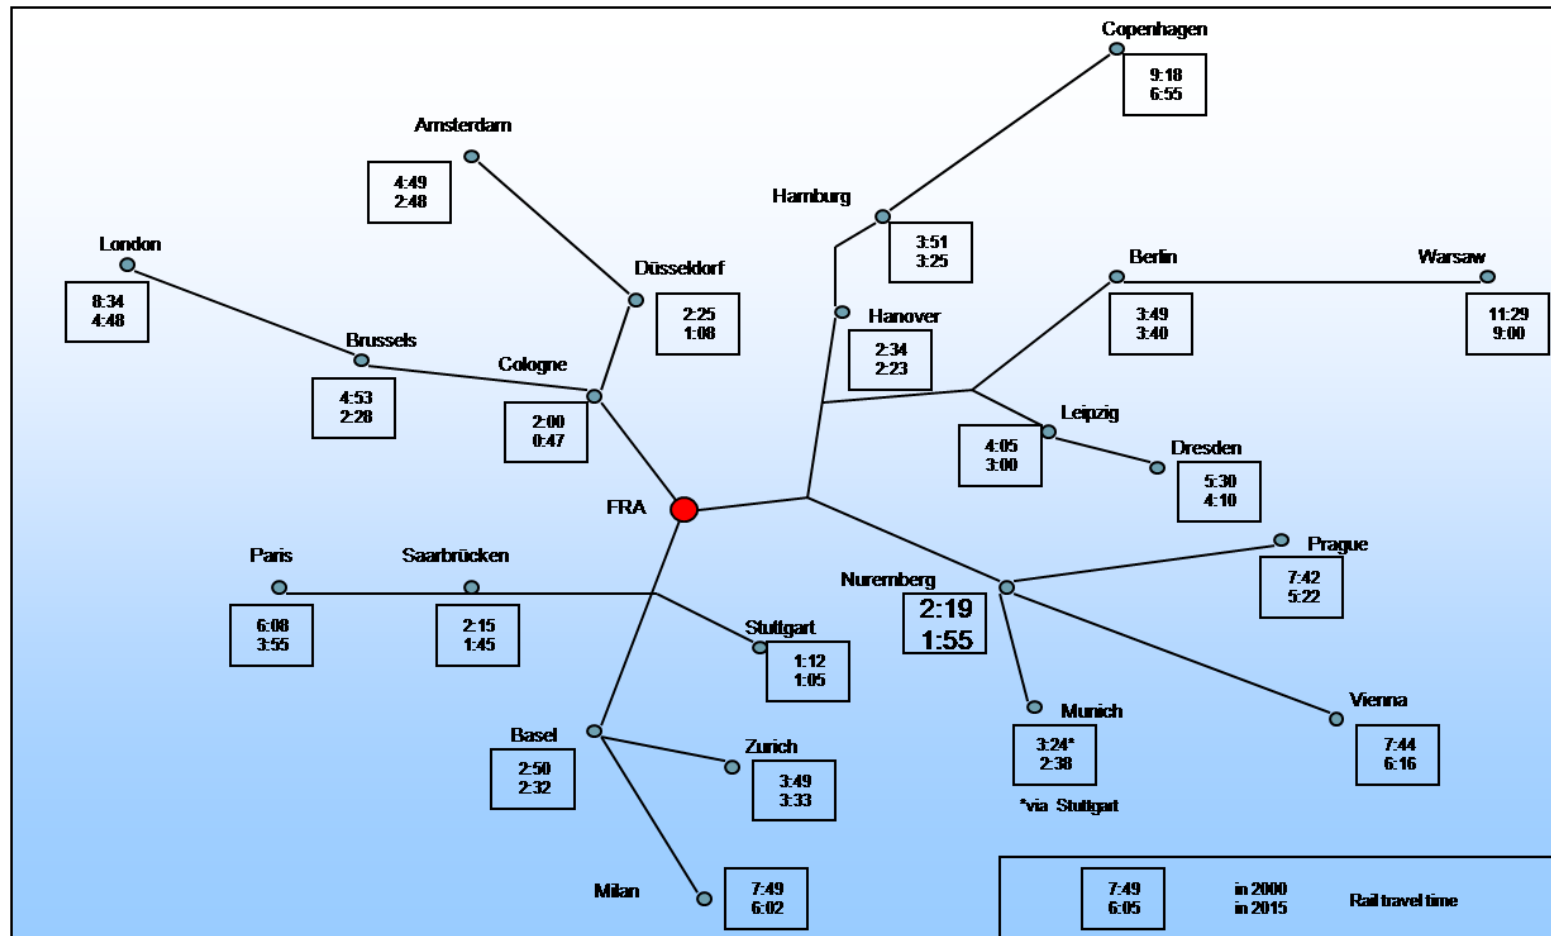 Copenhagen
9:18
6:55
Amsterdam
4:49
2:48
Hamburg
3:51
3:25
London
8:34
4:48
Düsseldorf
2:25
1:08
Berlin
3:49
3:40
Warsaw
11:29
9:00
Hanover
2:34
2:23
Brussels
4:53
2:28
Cologne
2:00
0:47
Leipzig
4:05
3:00
Dresden
5:30
4:10
FRA
Paris
6:08
3:55
Saarbrücken
2:15
1:45
Prague
7:42
5:22
Nuremberg
2:19
1:55
Stuttgart
1:12
1:05
Munich
3:24*
2:38
*via Stuttgart
Vienna
7:44
6:16
Basel
2:50
2:32
Zurich
3:49
3:33
Milan
7:49
6:02
7:49
6:05
in 2000
in 2015
Rail travel time